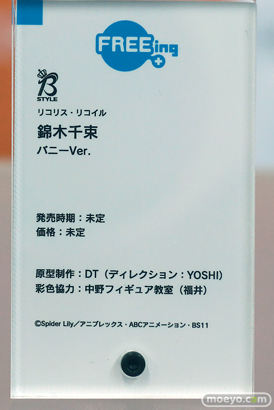 FREEing
B
STYLE
リコリス・リコイル
錦木千束
バニーVer.
発売時期：未定
価格：未定
原型制作：DT（ディレクション：YOSHI）
彩色協力：中野フィギュア教室（福井）
©Spider Lily／アニプレックス・ABCアニメーション・BS11
moeyo.com